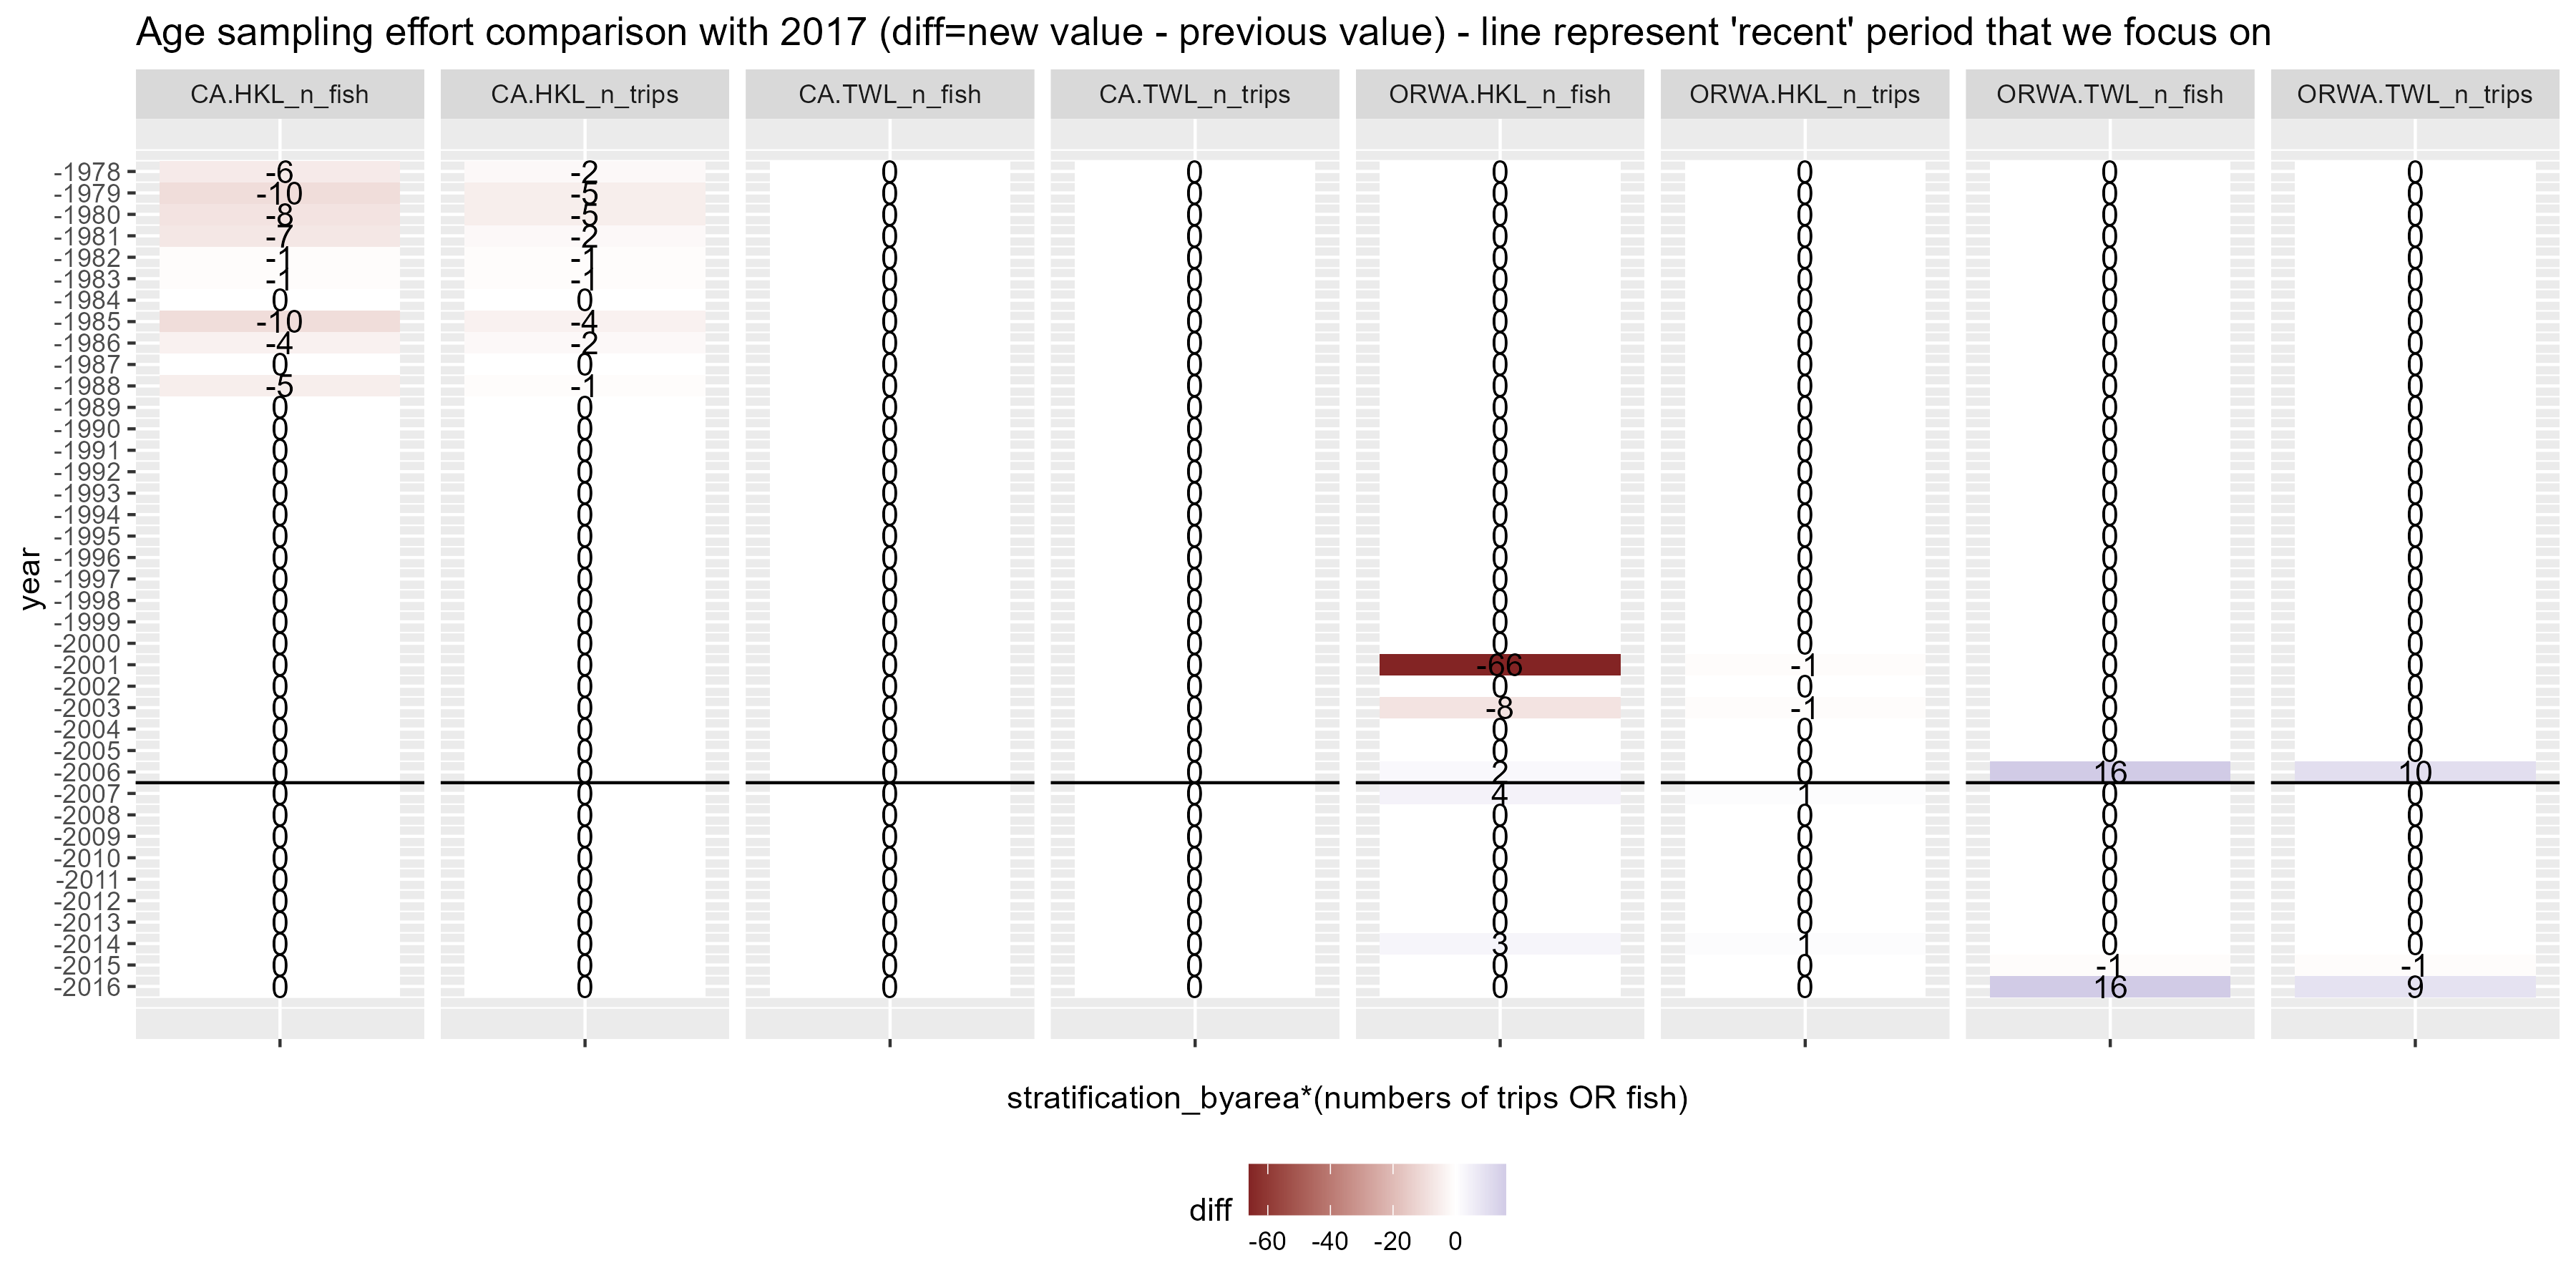 Age sampling effort comparison with 2017 (diff=new value - previous value) - line represent 'recent' period that we focus on
CA.HKL_n_fish CA.HKL_n_trips CA.TWL_n_fish CA.TWL_n_trips ORWA.HKL_n_fish ORWA.HKL_n_trips ORWA.TWL_n_fish ORWA.TWL_n_trips
year
-1978 -6 -2 0 0 0 0 0 0
-1979 -10 -5 0 0 0 0 0 0
-1980 -8 -5 0 0 0 0 0 0
-1981 -7 -2 0 0 0 0 0 0
-1982 -1 -1 0 0 0 0 0 0
-1983 -1 -1 0 0 0 0 0 0
-1984 0 0 0 0 0 0 0 0
-1985 -10 -4 0 0 0 0 0 0
-1986 -4 -2 0 0 0 0 0 0
-1987 0 0 0 0 0 0 0 0
-1988 -5 -1 0 0 0 0 0 0
-1989 0 0 0 0 0 0 0 0
-1990 0 0 0 0 0 0 0 0
-1991 0 0 0 0 0 0 0 0
-1992 0 0 0 0 0 0 0 0
-1993 0 0 0 0 0 0 0 0
-1994 0 0 0 0 0 0 0 0
-1995 0 0 0 0 0 0 0 0
-1996 0 0 0 0 0 0 0 0
-1997 0 0 0 0 0 0 0 0
-1998 0 0 0 0 0 0 0 0
-1999 0 0 0 0 0 0 0 0
-2000 0 0 0 0 0 0 0 0
-2001 0 0 0 0 -66 -1 0 0
-2002 0 0 0 0 0 0 0 0
-2003 0 0 0 0 -8 -1 0 0
-2004 0 0 0 0 0 0 0 0
-2005 0 0 0 0 0 0 0 0
-2006 0 0 0 0 2 0 16 10
-2007 0 0 0 0 4 1 0 0
-2008 0 0 0 0 0 0 0 0
-2009 0 0 0 0 0 0 0 0
-2010 0 0 0 0 0 0 0 0
-2011 0 0 0 0 0 0 0 0
-2012 0 0 0 0 0 0 0 0
-2013 0 0 0 0 0 0 0 0
-2014 0 0 0 0 3 1 0 0
-2015 0 0 0 0 0 0 -1 -1
-2016 0 0 0 0 0 0 16 9
stratification_byarea*(numbers of trips OR fish)
diff
-60 -40 -20 0